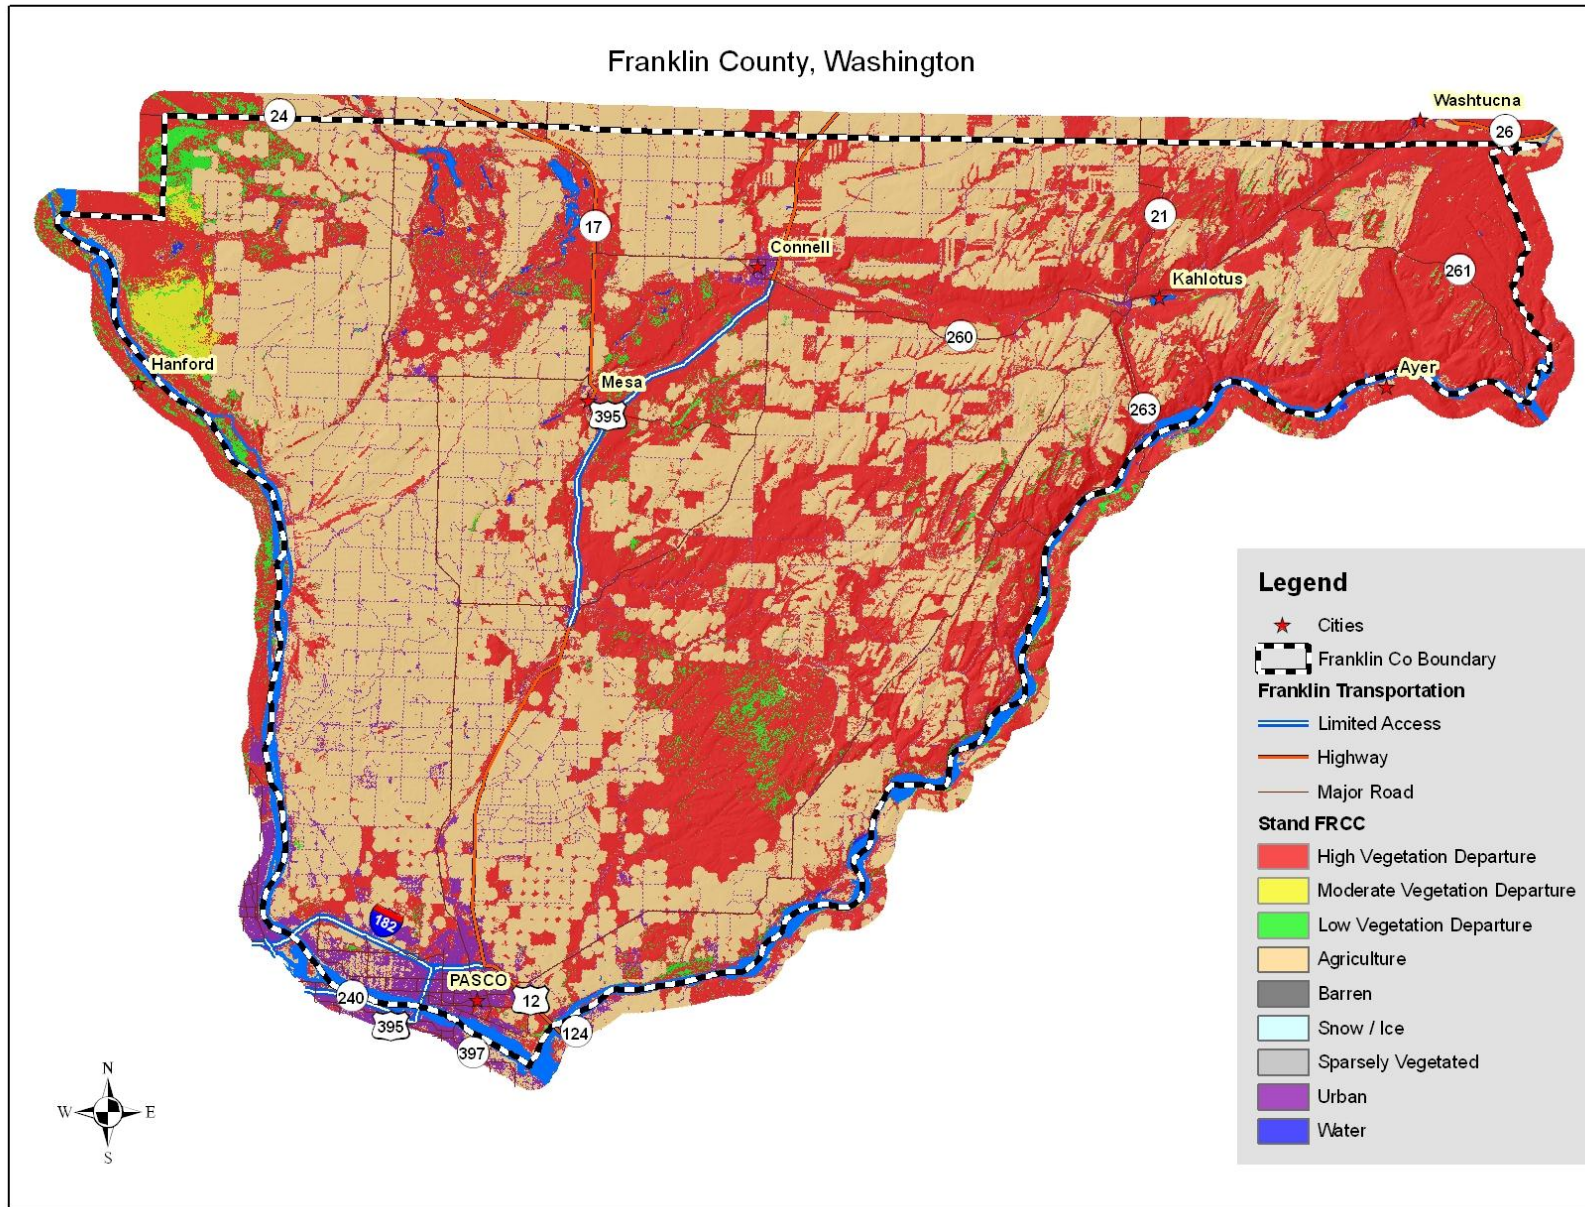 Franklin County, Washington
Washtucna
24
26
17
21
Connell
261
Kahlotus
260
Hanford
Ayer
Mesa
395
263
182
PASCO
240
12
395
124
397
N
W
E
S
Legend
Cities
Franklin Co Boundary
Franklin Transportation
Limited Access
Highway
Major Road
Stand FRCC
High Vegetation Departure
Moderate Vegetation Departure
Low Vegetation Departure
Agriculture
Barren
Snow / Ice
Sparsely Vegetated
Urban
Water